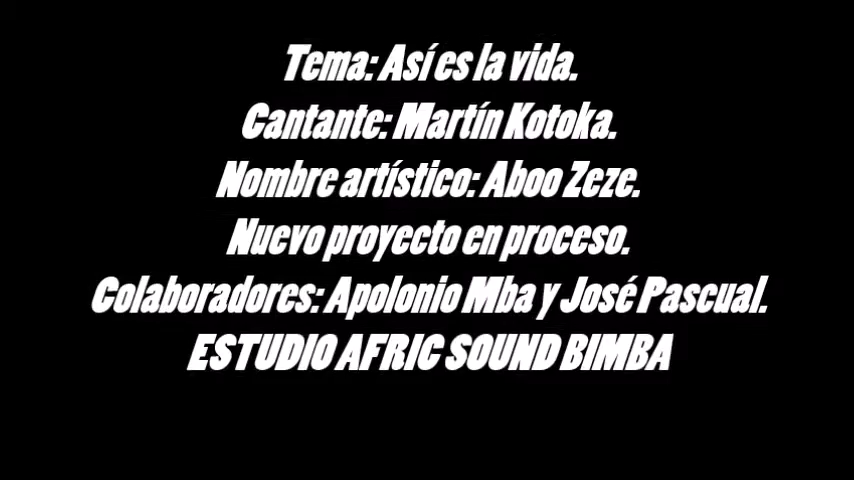 Tema: Así es la vida.
Cantante: Martín Kotoka.
Nombre artístico: Aboo Zeze.
Nuevo proyecto en proceso.
Colaboradores: Apolonio Mba y José Pascual.
ESTUDIO AFRIC SOUND BIMBA